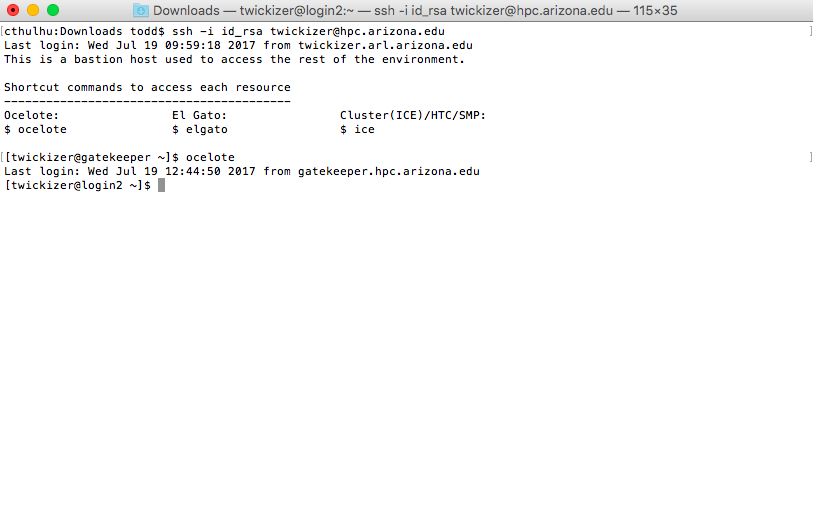 Downloads — twickizer@login2:~ — ssh -i id_rsa twickizer@hpc.arizona.edu — 115×35
[cthulhu:Downloads todd$ ssh -i id_rsa twickizer@hpc.arizona.edu ]
Last login: Wed Jul 19 09:59:18 2017 from twickizer.arl.arizona.edu
This is a bastion host used to access the rest of the environment.
Shortcut commands to access each resource
-----------------------------------------
Ocelote: El Gato: Cluster(ICE)/HTC/SMP:
$ ocelote $ elgato $ ice
[[twickizer@gatekeeper ~]$ ocelote ]
Last login: Wed Jul 19 12:44:50 2017 from gatekeeper.hpc.arizona.edu
[twickizer@login2 ~]$